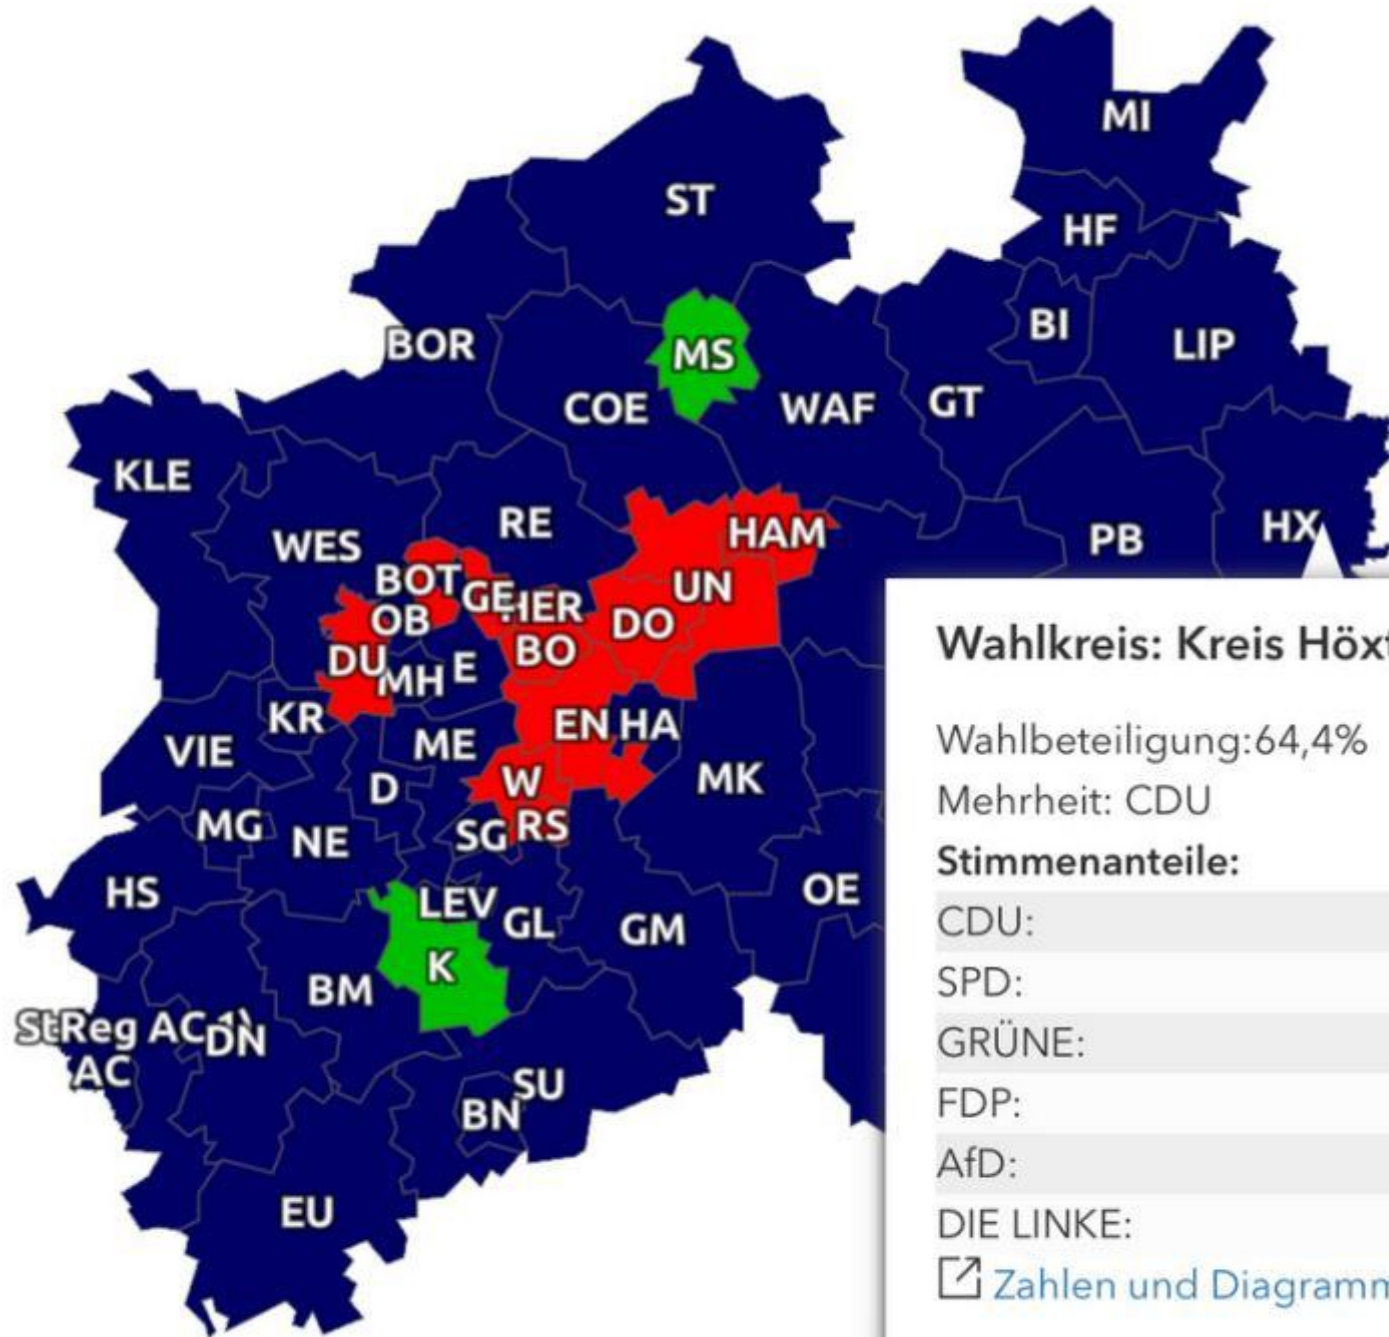 MI
ST
HF
BI
LIP
BOR
MS
COE
WAF
GT
KLE
RE
HAM
WES
PB
HX
BOT
GE
HER
UN
OB
DO
BO
DU
MH
E
KR
EN
HA
VIE
ME
W
MK
D
MG
NE
SG
RS
HS
LEV
GL
GM
OE
K
BM
StReg AC 1)
DN
AC
SU
BN
EU
Wahlkreis: Kreis Höxt
Wahlbeteiligung:64,4%
Mehrheit: CDU
Stimmenanteile:
CDU:
SPD:
GRÜNE:
FDP:
AfD:
DIE LINKE:
Zahlen und Diagramm